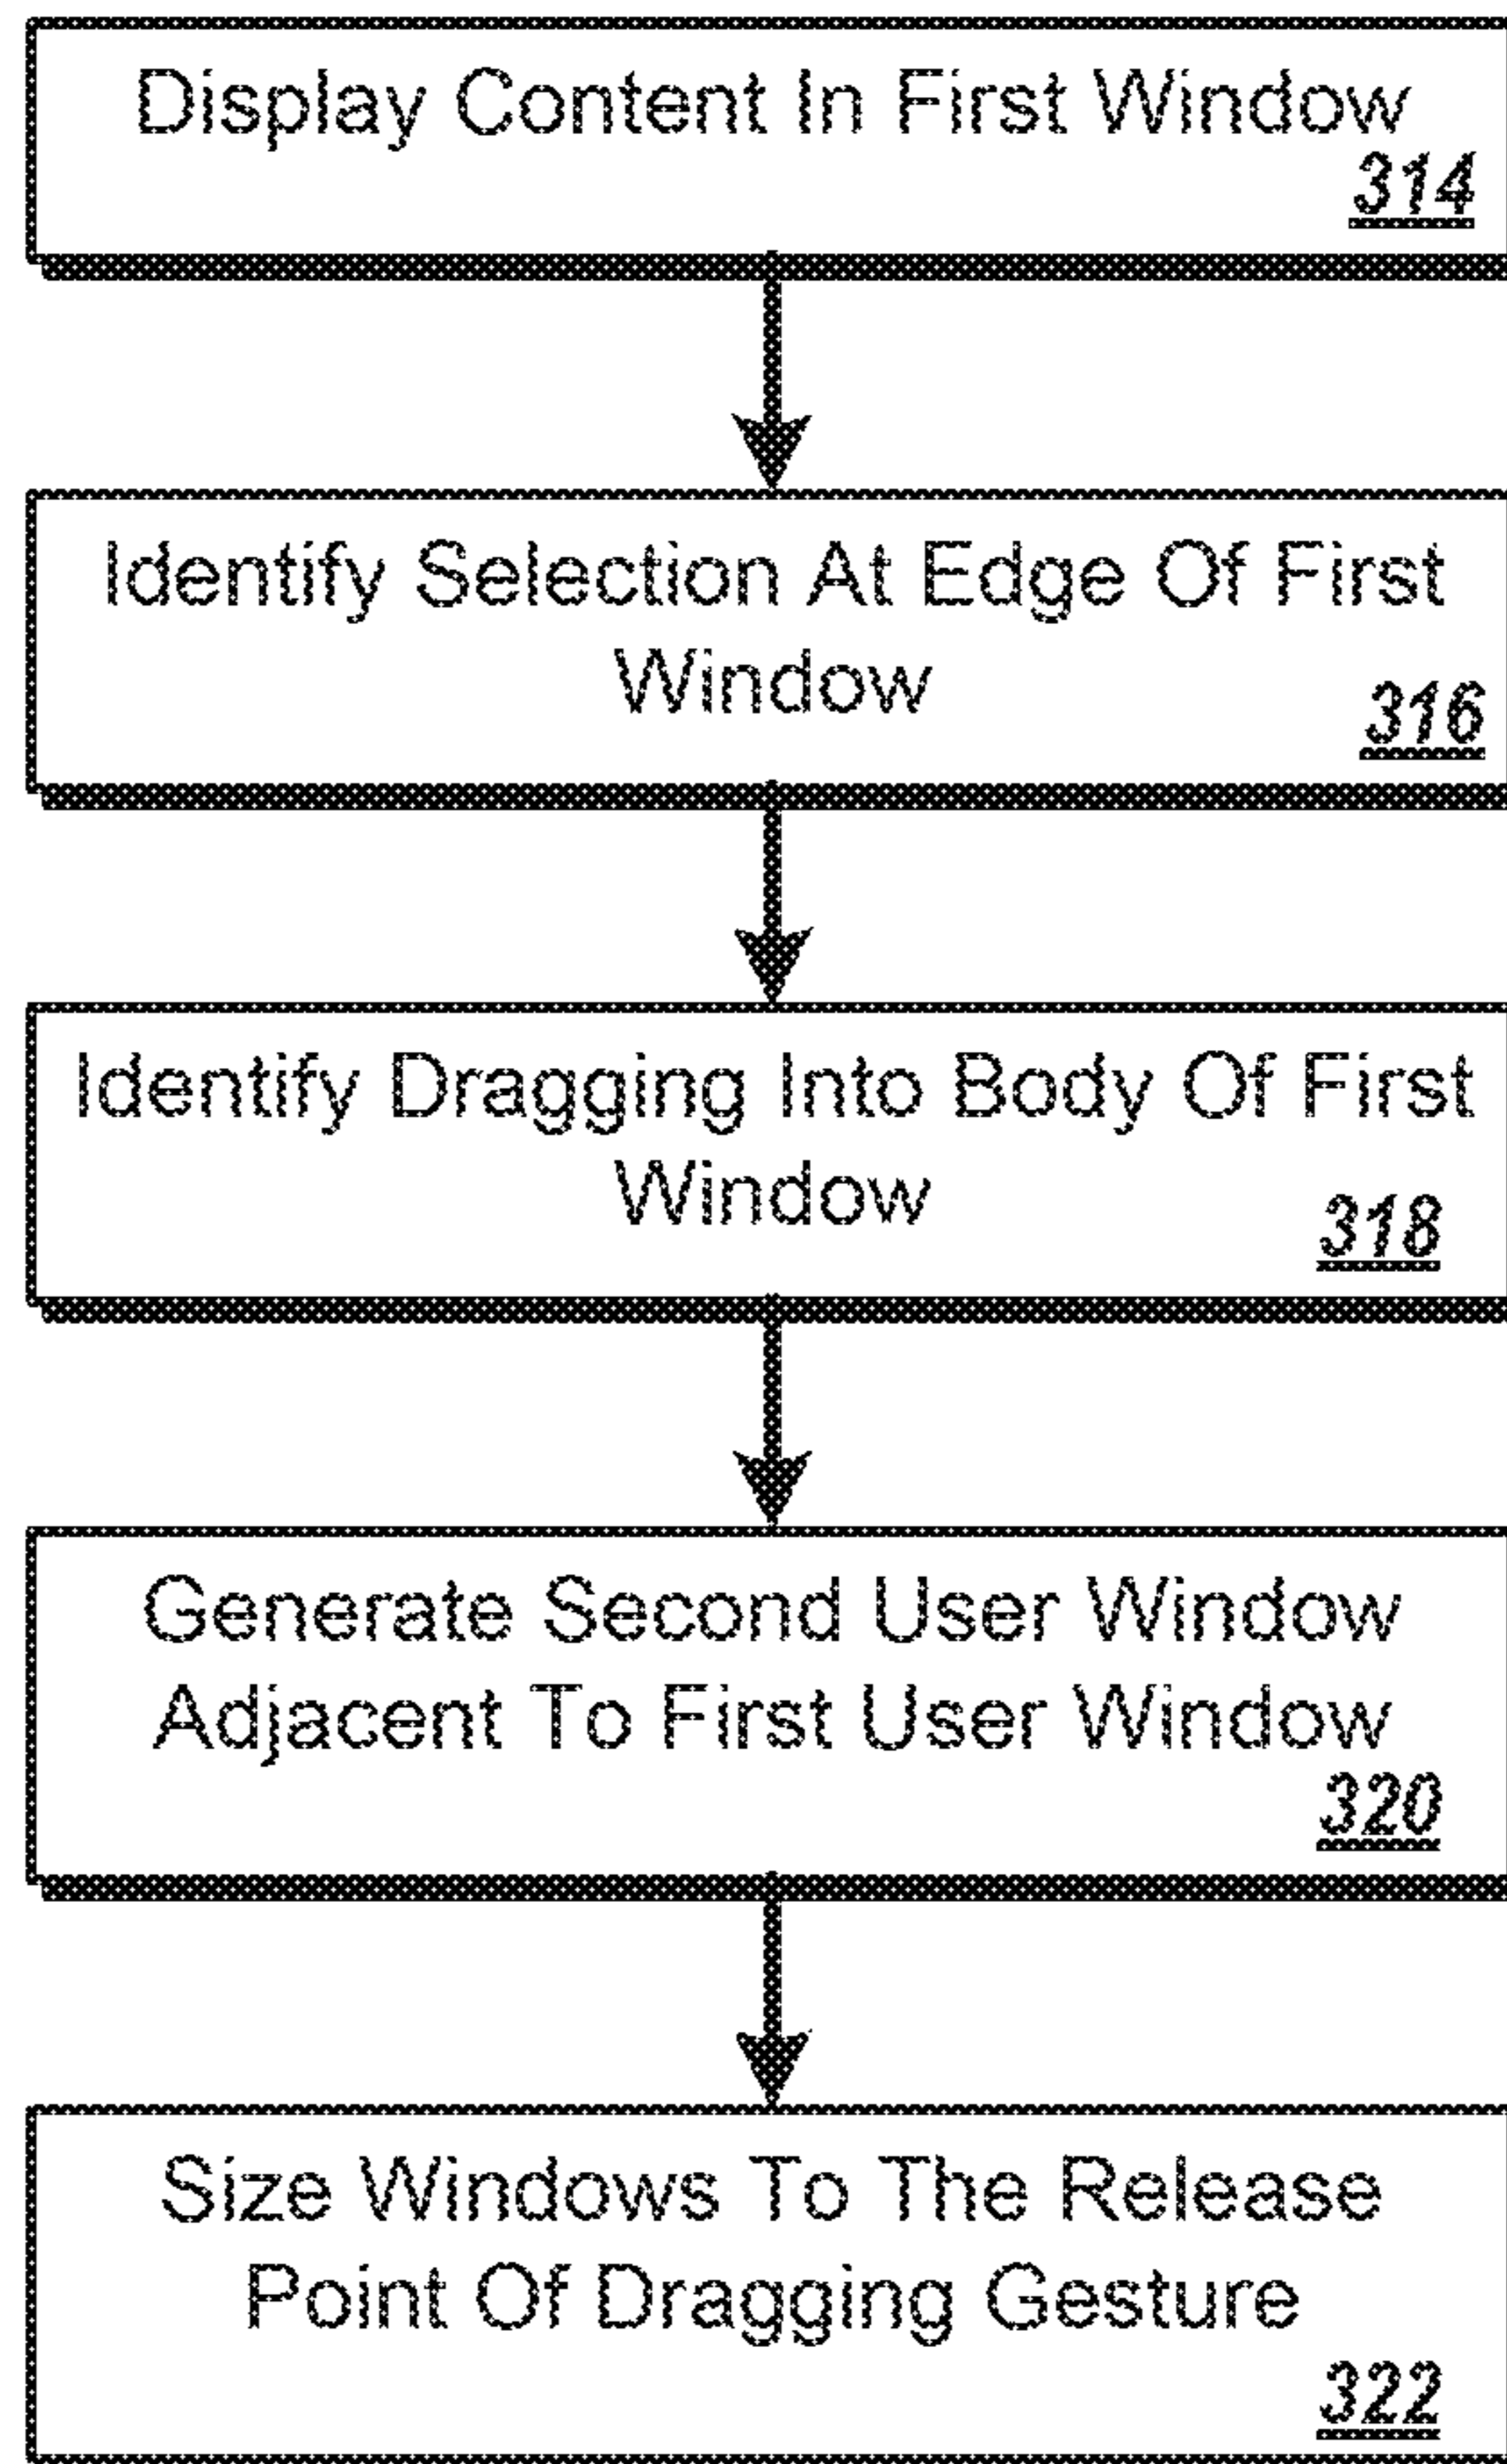 Display Content In First Window
314
Identify Selection At Edge Of First
Window
316
Identify Dragging Into Body Of First
Window
318
Generate Second User Window
Adjacent To First User Window
320
Size Windows To The Release
Point Of Dragging Gesture
322